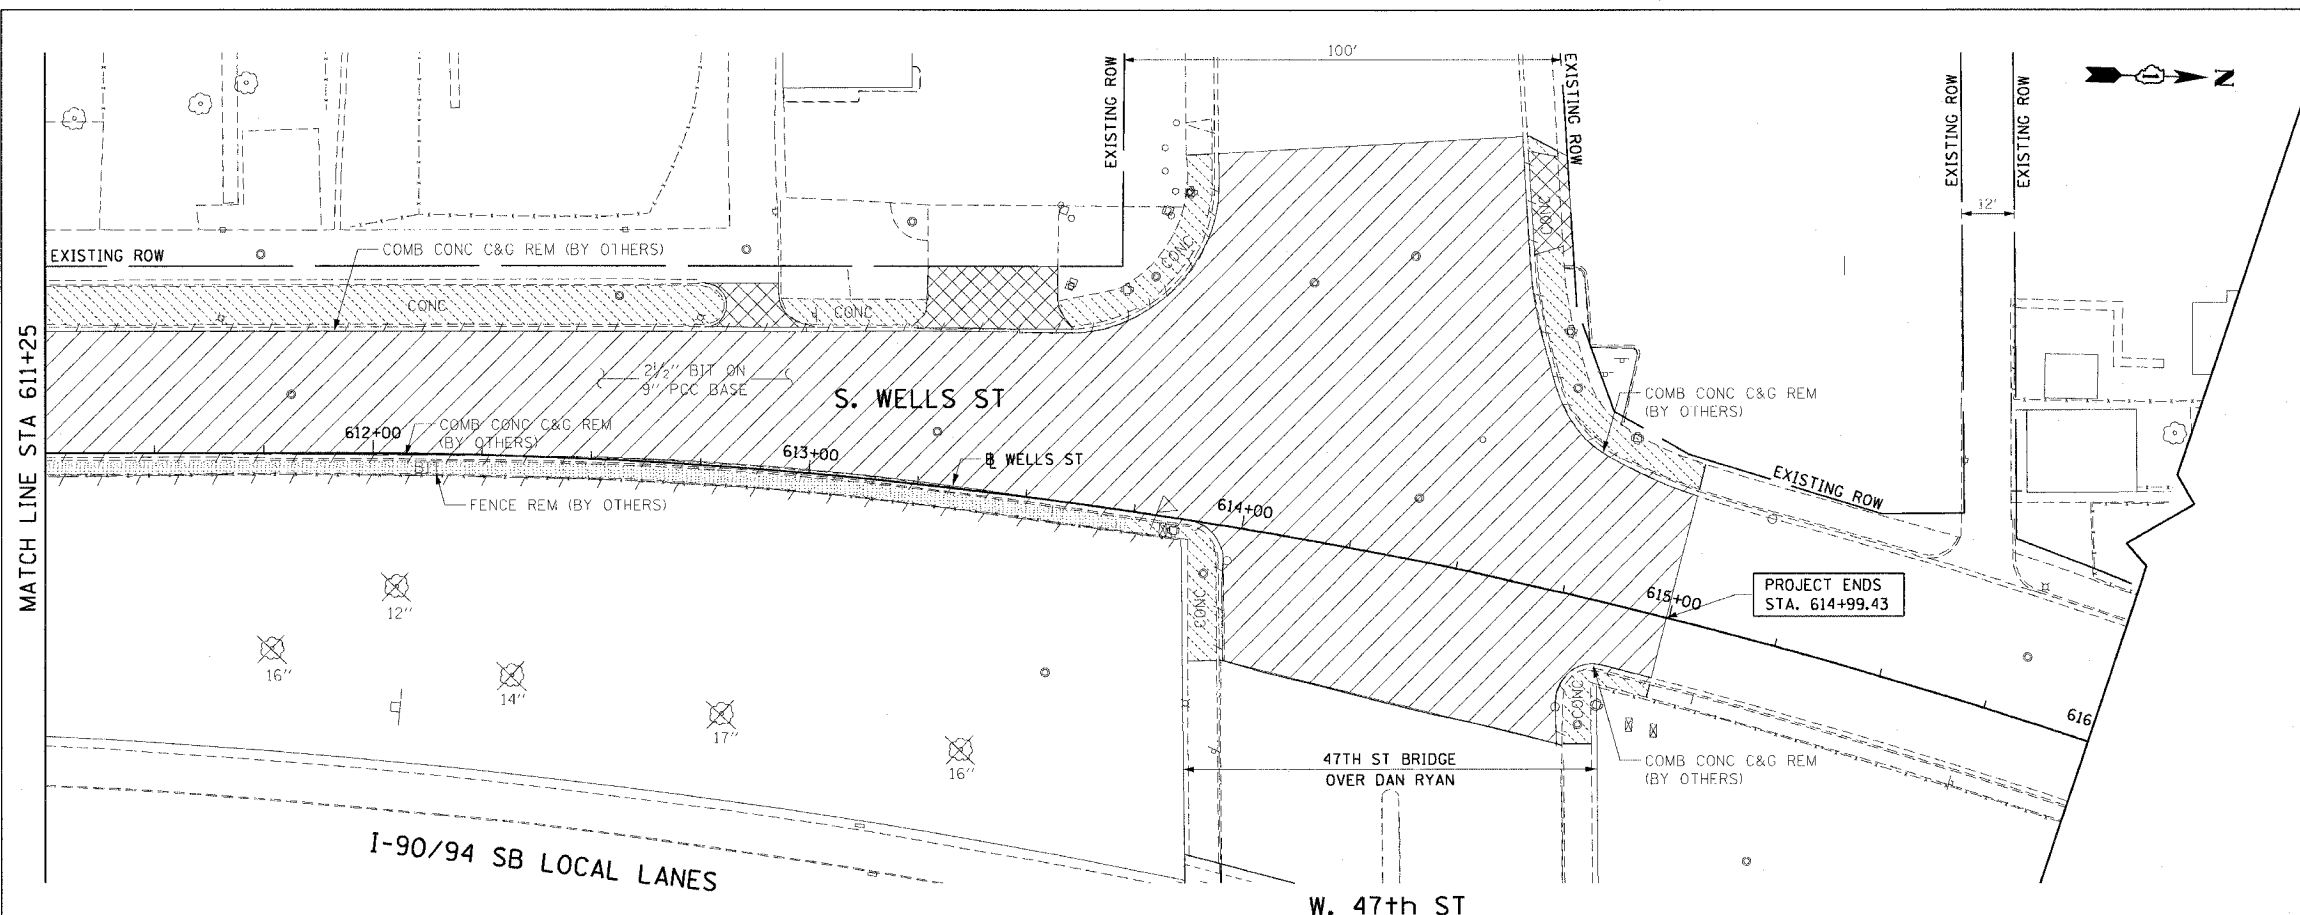 100'
EXISTING ROW
EXISTING ROW
EXISTING ROW
EXISTING ROW
N
12'
EXISTING ROW
COMB CONC C&G REM (BY OTHERS)
CONC
CONC
CONC
CONC
MATCH LINE STA 611+25
2½" BIT ON
9" PCC BASE
S. WELLS ST
COMB CONC C&G REM
(BY OTHERS)
612+00
COMB CONC C&G REM
(BY OTHERS)
613+00
B WELLS ST
BIT
FENCE REM (BY OTHERS)
614+00
EXISTING ROW
615+00
PROJECT ENDS
STA. 614+99.43
CONC
12"
16"
14"
17"
16"
CONC
616
47TH ST BRIDGE
OVER DAN RYAN
COMB CONC C&G REM
(BY OTHERS)
I-90/94 SB LOCAL LANES
W. 47th ST